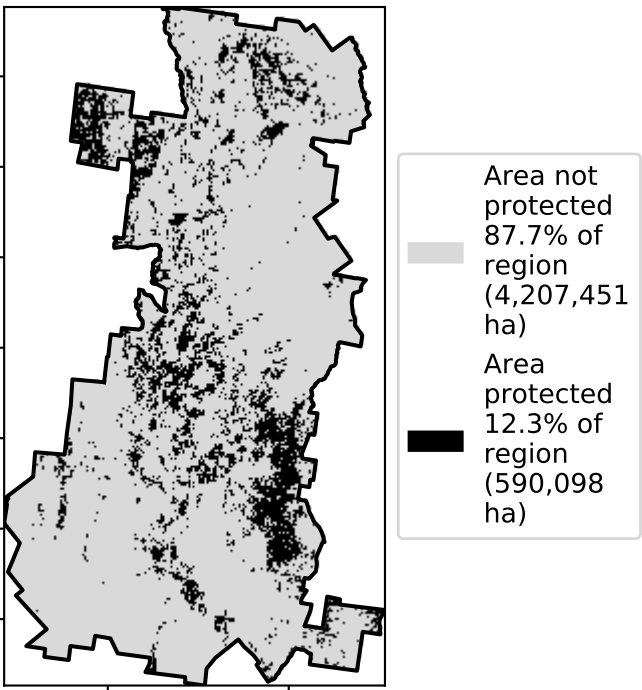 Area not
protected
87.7% of
region
(4,207,451
ha)
Area
protected
12.3% of
region
(590,098
ha)